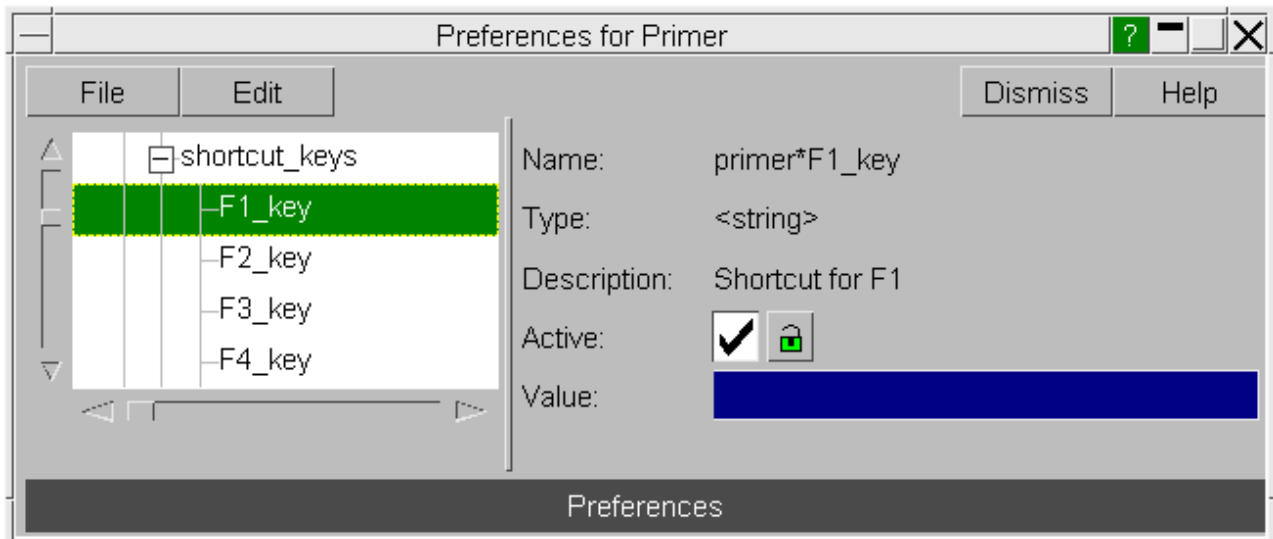 Preferences for Primer
?
File Edit Dismiss Help
shortcut_keys
F1_key
F2_key
F3_key
F4_key
Name: primer*F1_key
Type: <string>
Description: Shortcut for F1
Active:
Value:
Preferences